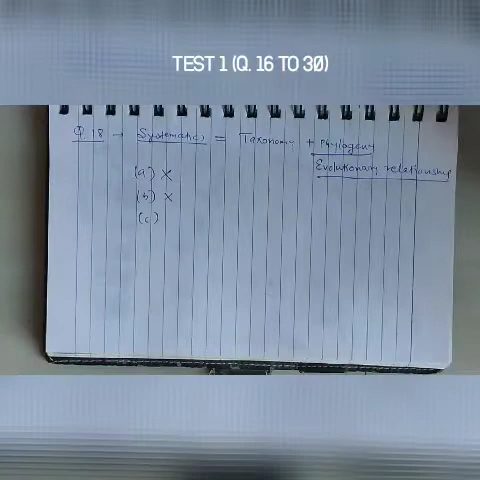 TEST 1 (Q. 16 TO 30)
Q.18 → Systematics = Taxonomy + Phylogeny
Evolutionary relationship
(a) ×
(b) ×
(c)